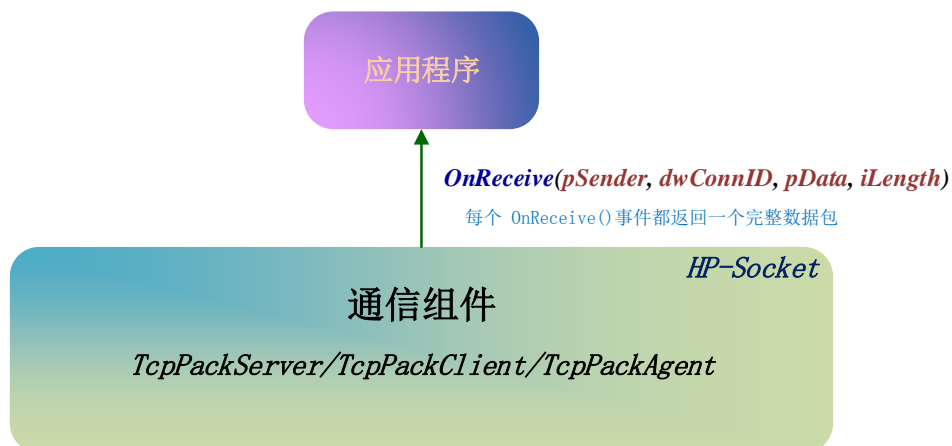 应用程序
OnReceive(pSender, dwConnID, pData, iLength)
每个 OnReceive()事件都返回一个完整数据包
HP-Socket
通信组件
TcpPackServer/TcpPackClient/TcpPackAgent